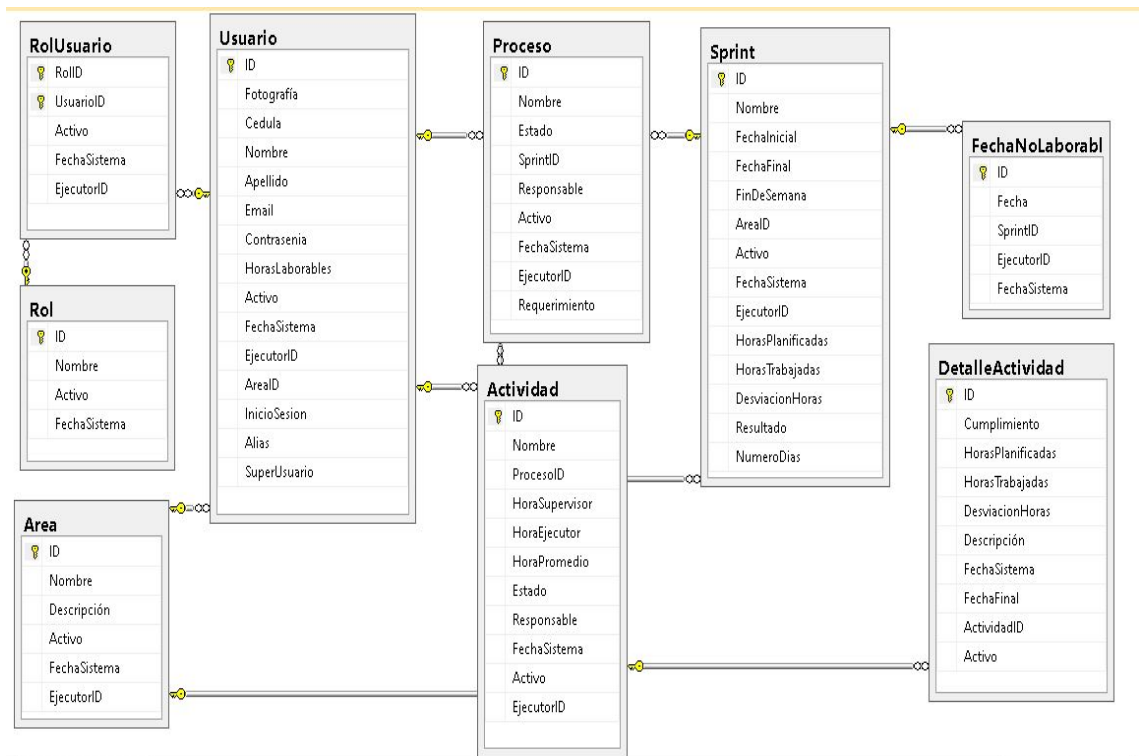 RolUsuario
RolID
UsuarioID
Activo
FechaSistema
EjecutorID
Rol
ID
Nombre
Activo
FechaSistema
Area
ID
Nombre
Descripción
Activo
FechaSistema
EjecutorID
Usuario
ID
Fotografía
Cedula
Nombre
Apellido
Email
Contrasenia
HorasLaborables
Activo
FechaSistema
EjecutorID
AreaID
InicioSesion
Alias
SuperUsuario
Proceso
ID
Nombre
Estado
SprintID
Responsable
Activo
FechaSistema
EjecutorID
Requerimiento
Actividad
ID
Nombre
ProcesoID
HoraSupervisor
HoraEjecutor
HoraPromedio
Estado
Responsable
FechaSistema
Activo
EjecutorID
Sprint
ID
Nombre
FechaInicial
FechaFinal
FinDeSemana
AreaID
Activo
FechaSistema
EjecutorID
HorasPlanificadas
HorasTrabajadas
DesviacionHoras
Resultado
NumeroDias
FechaNoLaborabl
ID
Fecha
SprintID
EjecutorID
FechaSistema
DetalleActividad
ID
Cumplimiento
HorasPlanificadas
HorasTrabajadas
DesviacionHoras
Descripción
FechaSistema
FechaFinal
ActividadID
Activo